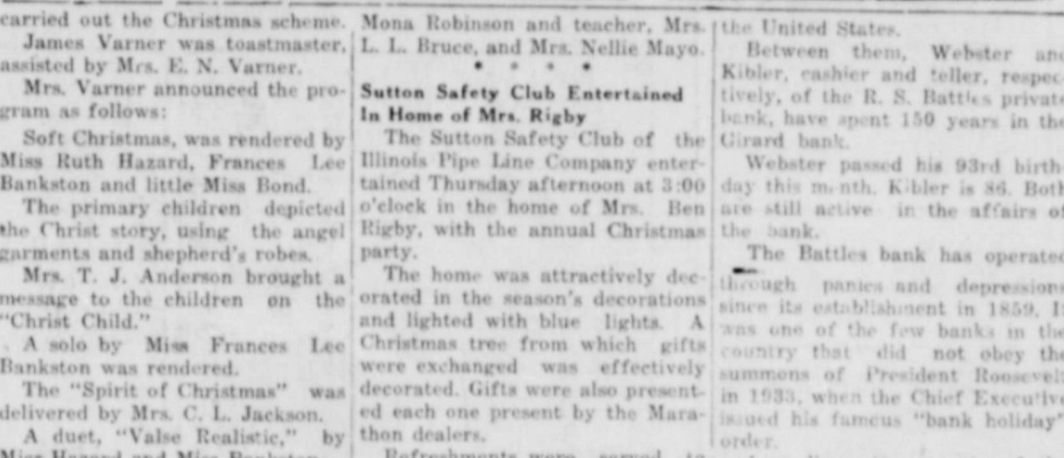 carried out the Christmas scheme.
James Varner was toastmaster,
assisted by Mrs. E. N. Varner.
Mrs. Varner announced the pro-
gram as follows:
Soft Christmas, was rendered by
Miss Ruth Hazard, Frances Lee
Bankston and little Miss Bond.
The primary children depicted
the Christ story, using the angel
garments and shepherd's robes.
Mrs. T. J. Anderson brought a
message to the children on the
"Christ Child."
A solo by Miss Frances Lee
Bankston was rendered.
The "Spirit of Christmas" was
delivered by Mrs. C. L. Jackson.
A duet, "Valse Realistic," by
Miss Hazard and Miss Bankston.
Mona Robinson and teacher, Mrs.
L. L. Bruce, and Mrs. Nellie Mayo.
* * * *
Sutton Safety Club Entertained
In Home of Mrs. Rigby
The Sutton Safety Club of the
Illinois Pipe Line Company enter-
tained Thursday afternoon at 3:00
o'clock in the home of Mrs. Ben
Rigby, with the annual Christmas
party.
The home was attractively dec-
orated in the season's decorations
and lighted with blue lights. A
Christmas tree from which gifts
were exchanged was effectively
decorated. Gifts were also present-
ed each one present by the Mara-
thon dealers.
Refreshments were served to
the United States.
Between them, Webster and
Kibler, cashier and teller, respec-
tively, of the R. S. Battles private
bank, have spent 150 years in the
Girard bank.
Webster passed his 93rd birth-
day this month. Kibler is 86. Both
are still active in the affairs of
the bank.
The Battles bank has operated
through panics and depressions
since its establishment in 1859. It
was one of the few banks in the
country that did not obey the
summons of President Roosevelt
in 1933, when the Chief Executive
issued his famous "bank holiday"
order.